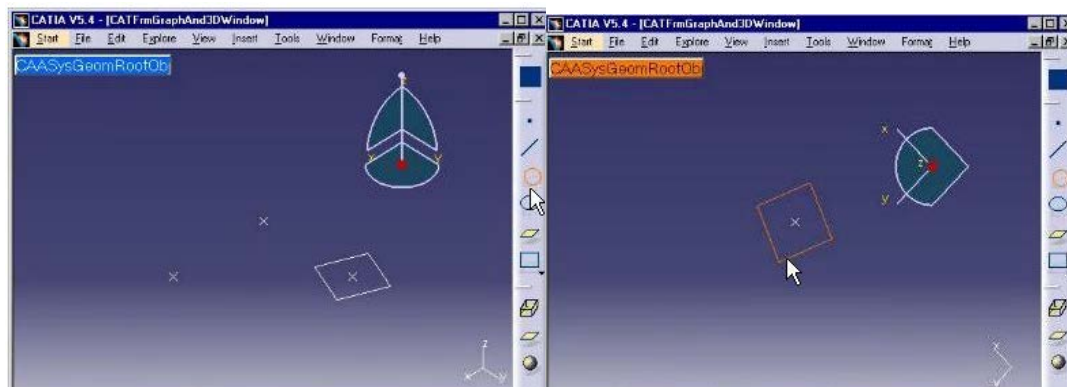 CATIA V5.4 - [CATFrmGraphAnd3DWindow]
Start File Edit Explore View Insert Tools Window Format Help
CAASysGeomRootObj
Y Y
z
x y
CATIA V5.4 - [CATFrmGraphAnd3DWindow]
Start File Edit Explore View Insert Tools Window Format Help
CAASysGeomRootObj
x
z
y
x
y